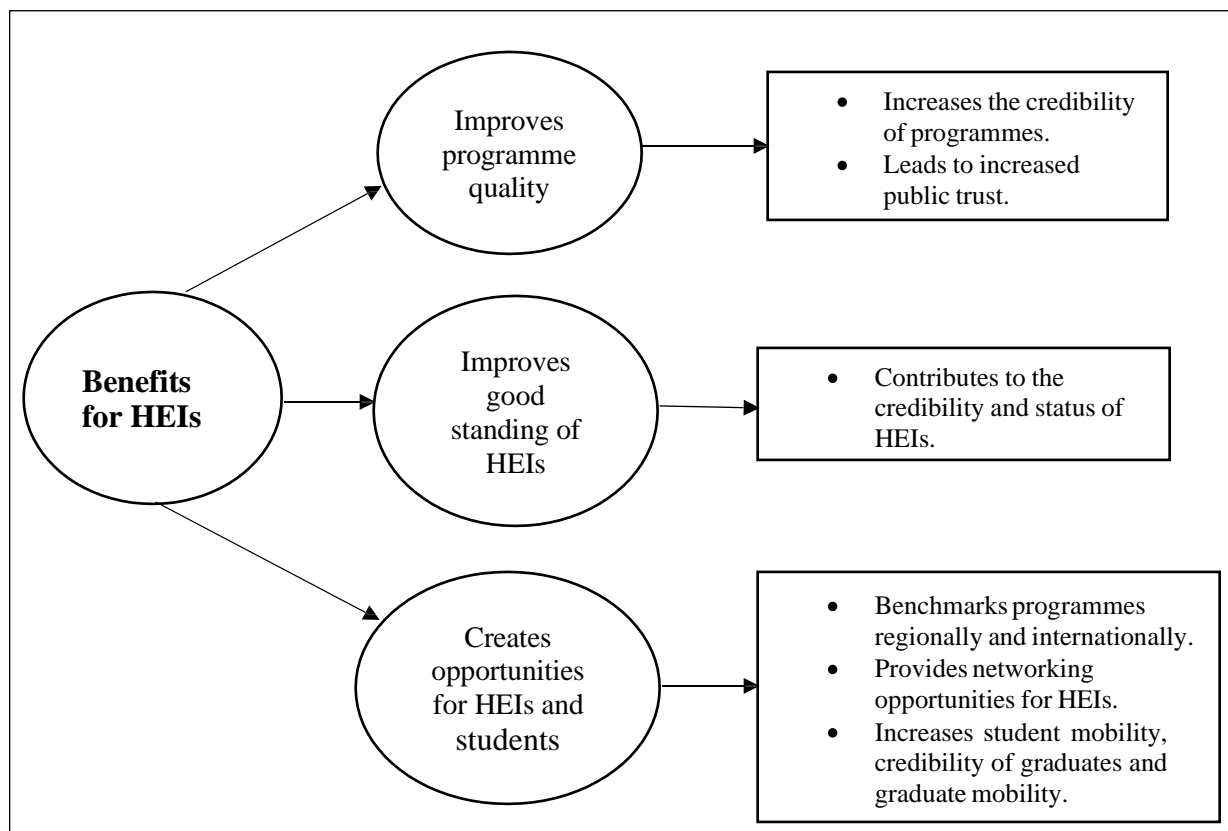 Benefits
for HEIs
Improves
programme
quality
• Increases the credibility
of programmes.
• Leads to increased
public trust.
Improves
good
standing of
HEIs
• Contributes to the
credibility and status of
HEIs.
Creates
opportunities
for HEIs and
students
• Benchmarks programmes
regionally and internationally.
• Provides networking
opportunities for HEIs.
• Increases student mobility,
credibility of graduates and
graduate mobility.